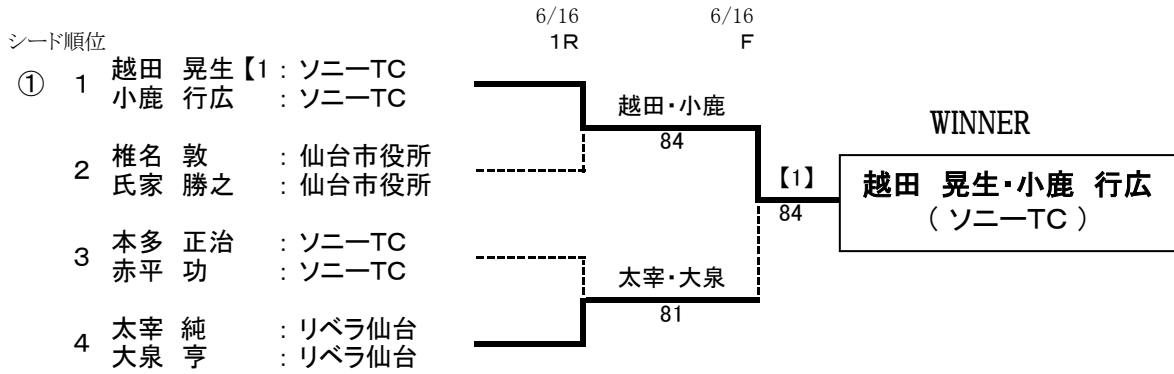 6/16 6/16
シード順位 1R F
① 1 越田 晃生【1 : ソニーTC
小鹿 行広 : ソニーTC
越田・小鹿
84
WINNER
2 椎名 敦 : 仙台市役所
氏家 勝之 : 仙台市役所
【1】
84
越田 晃生・小鹿 行広
( ソニーTC )
3 本多 正治 : ソニーTC
赤平 功 : ソニーTC
太宰・大泉
81
4 太宰 純 : リベラ仙台
大泉 亨 : リベラ仙台